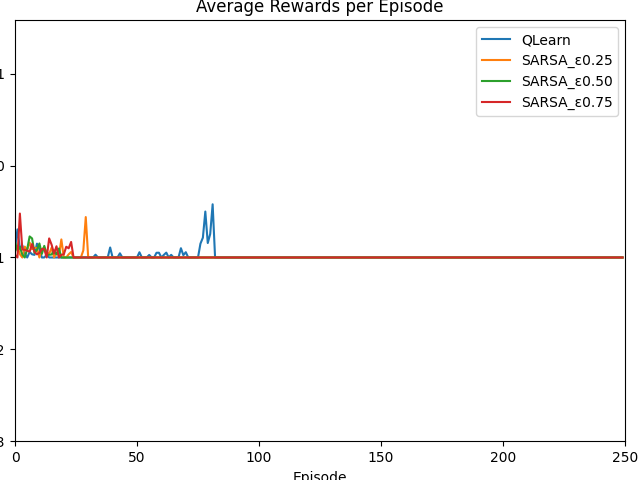 Average Rewards per Episode
QLearn
SARSA_ε0.25
SARSA_ε0.50
SARSA_ε0.75
1
0
1
2
3
0 50 100 150 200 250
Episode